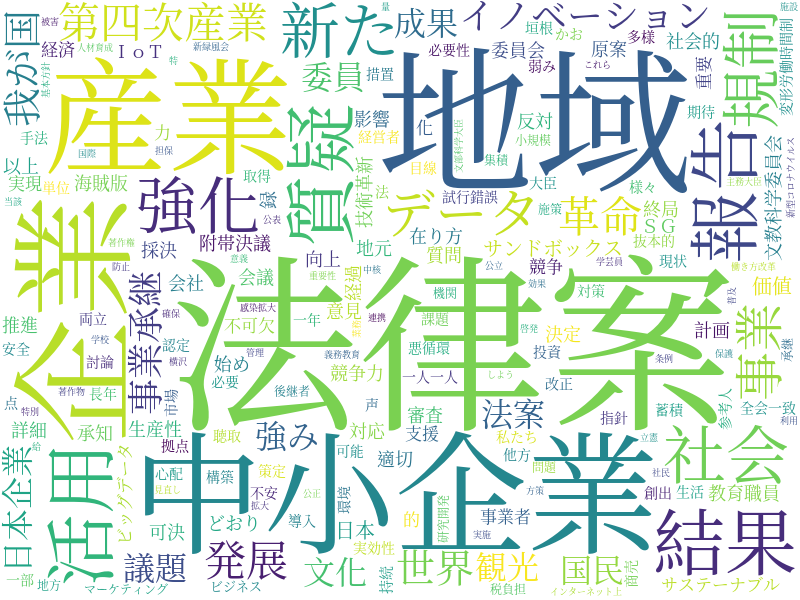 第四次産業
新た
成果
イノベーション
我が国
経済
IoT
委員
措置
委員会
原案
多様
社会的
垣根
かお
必要性
弱み
重要
規制
変形労働時間制
被害
人材育成
新緑風会
基本方針
特
量
施設
これら
産業
地域
質疑
影響
力
化
反対
小規模
経営者
目線
文部科学大臣
集積
期待
手法
国際
担保
以上
実現
単位
海賊版
取得
技術革新
法
大臣
様々
主務大臣
新型コロナウイルス
報告
文教科学委員会
強化
録
データ
革命
試行錯誤
施策
終局
SG
抜本的
当該
著作権
公表
附帯決議
地元
在り方
サンドボックス
現状
企業
防止
採決
意義
向上
質問
競争
公立
学芸員
働き方改革
事業承継
会社
会議
重要性
中核
意見
経過
機関
効果
対策
普及
価値
法律案
推進
両立
認定
確保
感染拡大
連携
不可欠
一年
課題
啓発
決定
計画
事業
安全
学校
討論
市場
管理
始め
義務教育
悪循環
投資
条例
保護
承継
点
特別
著作物
長年
横沢
必要
後継者
競争力
一人一人
しよう
改正
参考人
蓄積
全会一致
利用
詳細
承知
生産性
聴取
強み
声
対応
審査
支援
法案
指針
社会
日本企業
活用
給
ビッグデータ
拠点
心配
見直し
構築
策定
可能
適切
私たち
他方
問題
立憲
社民
創出
生活
教育職員
中小企業
可決
どおり
拡大
不安
公正
環境
導入
日本
的
研究開発
事業者
方策
実施
結果
一部
地方
議題
発展
文化
実効性
持続
世界
観光
国民
商売
サステーナブル
マーケティング
ビジネス
税負担
インターネット上